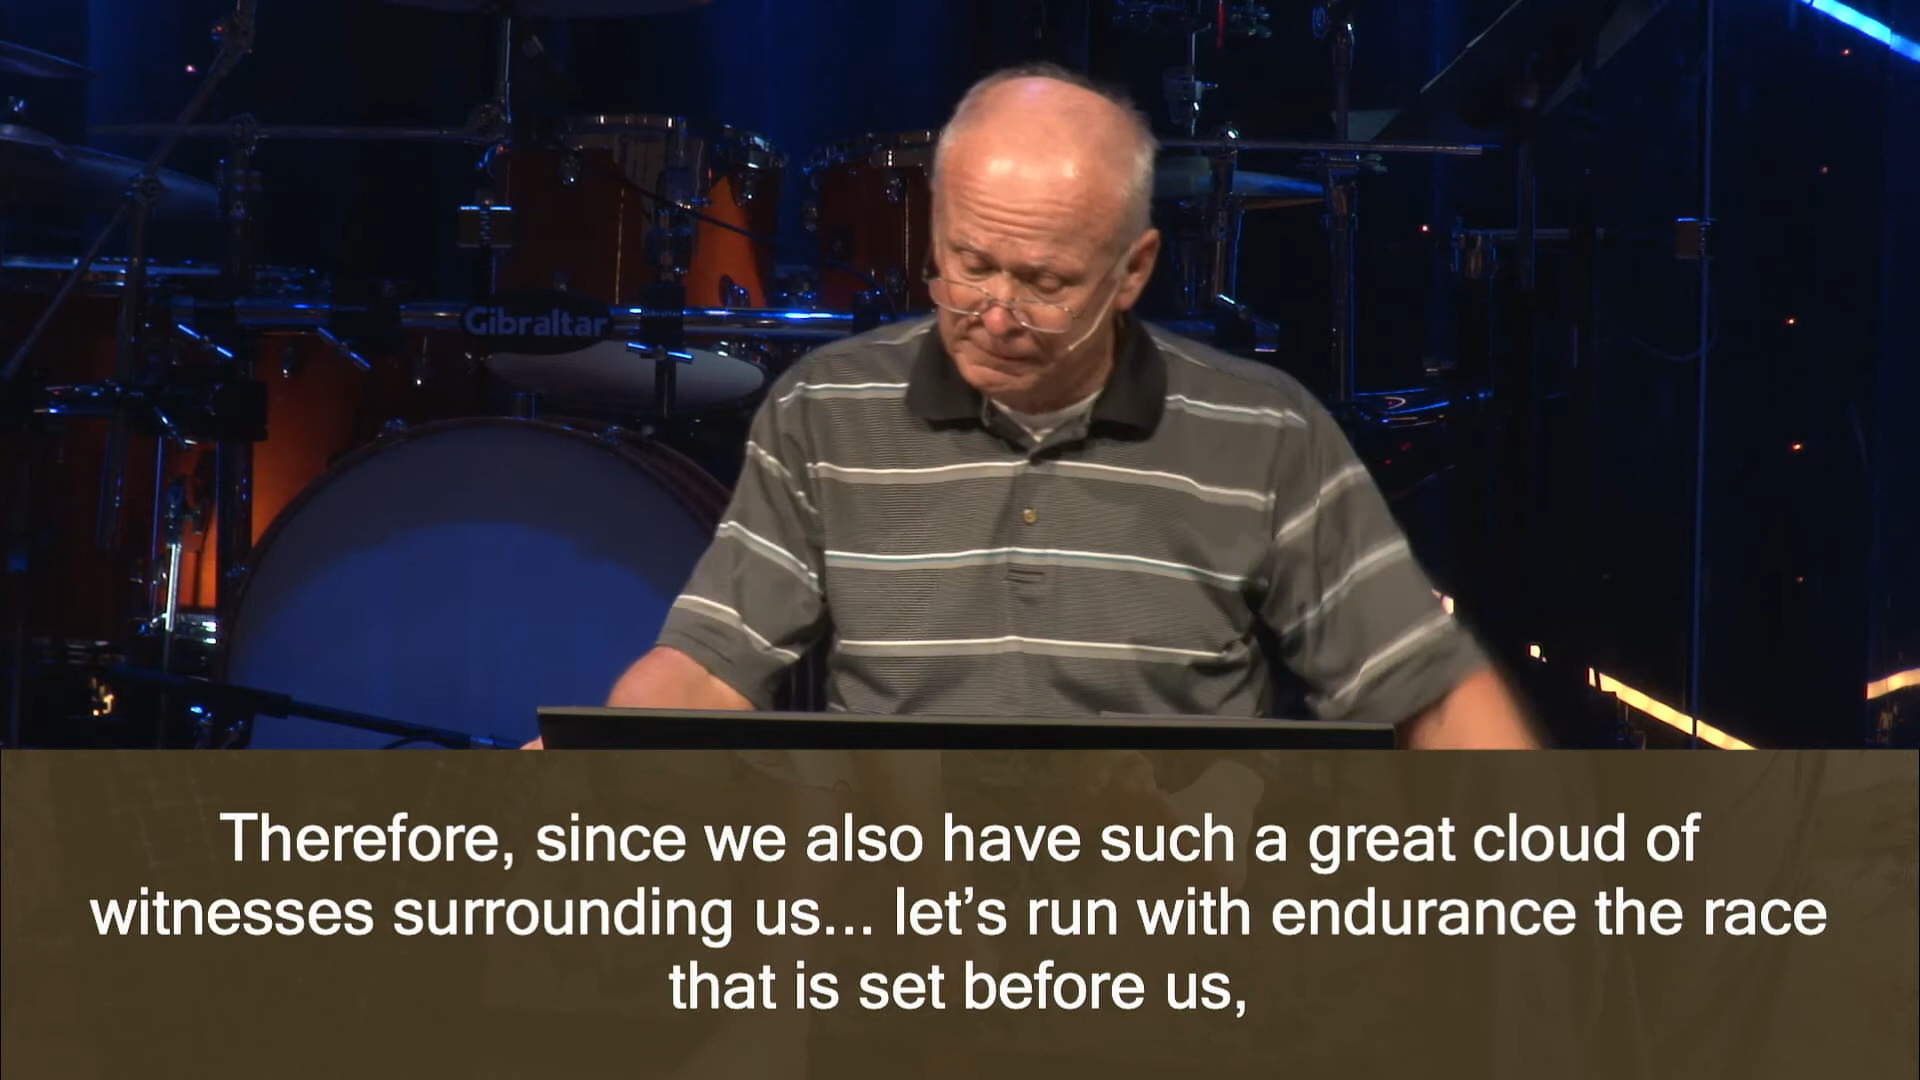 Gibraltar
Therefore, since we also have such a great cloud of
witnesses surrounding us... let’s run with endurance the race
that is set before us,